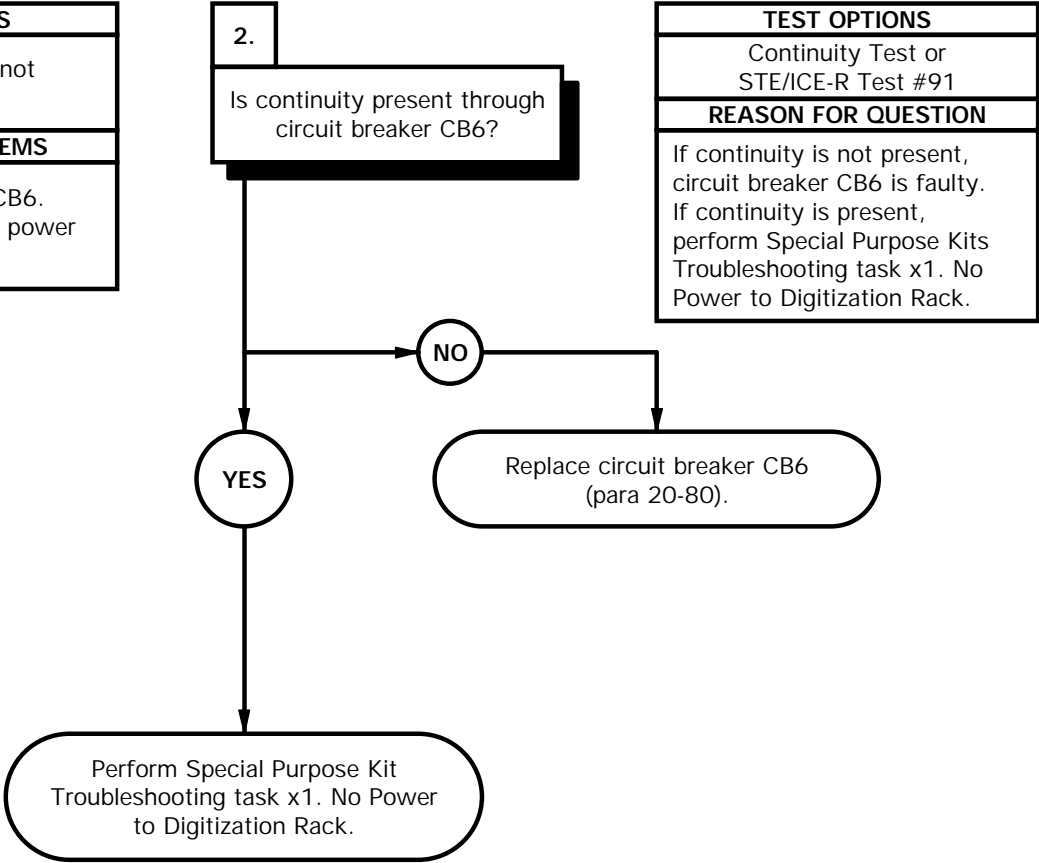 S
not
EMS
CB6.
power
2.
Is continuity present through
circuit breaker CB6?
TEST OPTIONS
Continuity Test or
STE/ICE-R Test #91
REASON FOR QUESTION
If continuity is not present,
circuit breaker CB6 is faulty.
If continuity is present,
perform Special Purpose Kits
Troubleshooting task x1. No
Power to Digitization Rack.
NO
YES
Replace circuit breaker CB6
(para 20-80).
Perform Special Purpose Kit
Troubleshooting task x1. No Power
to Digitization Rack.